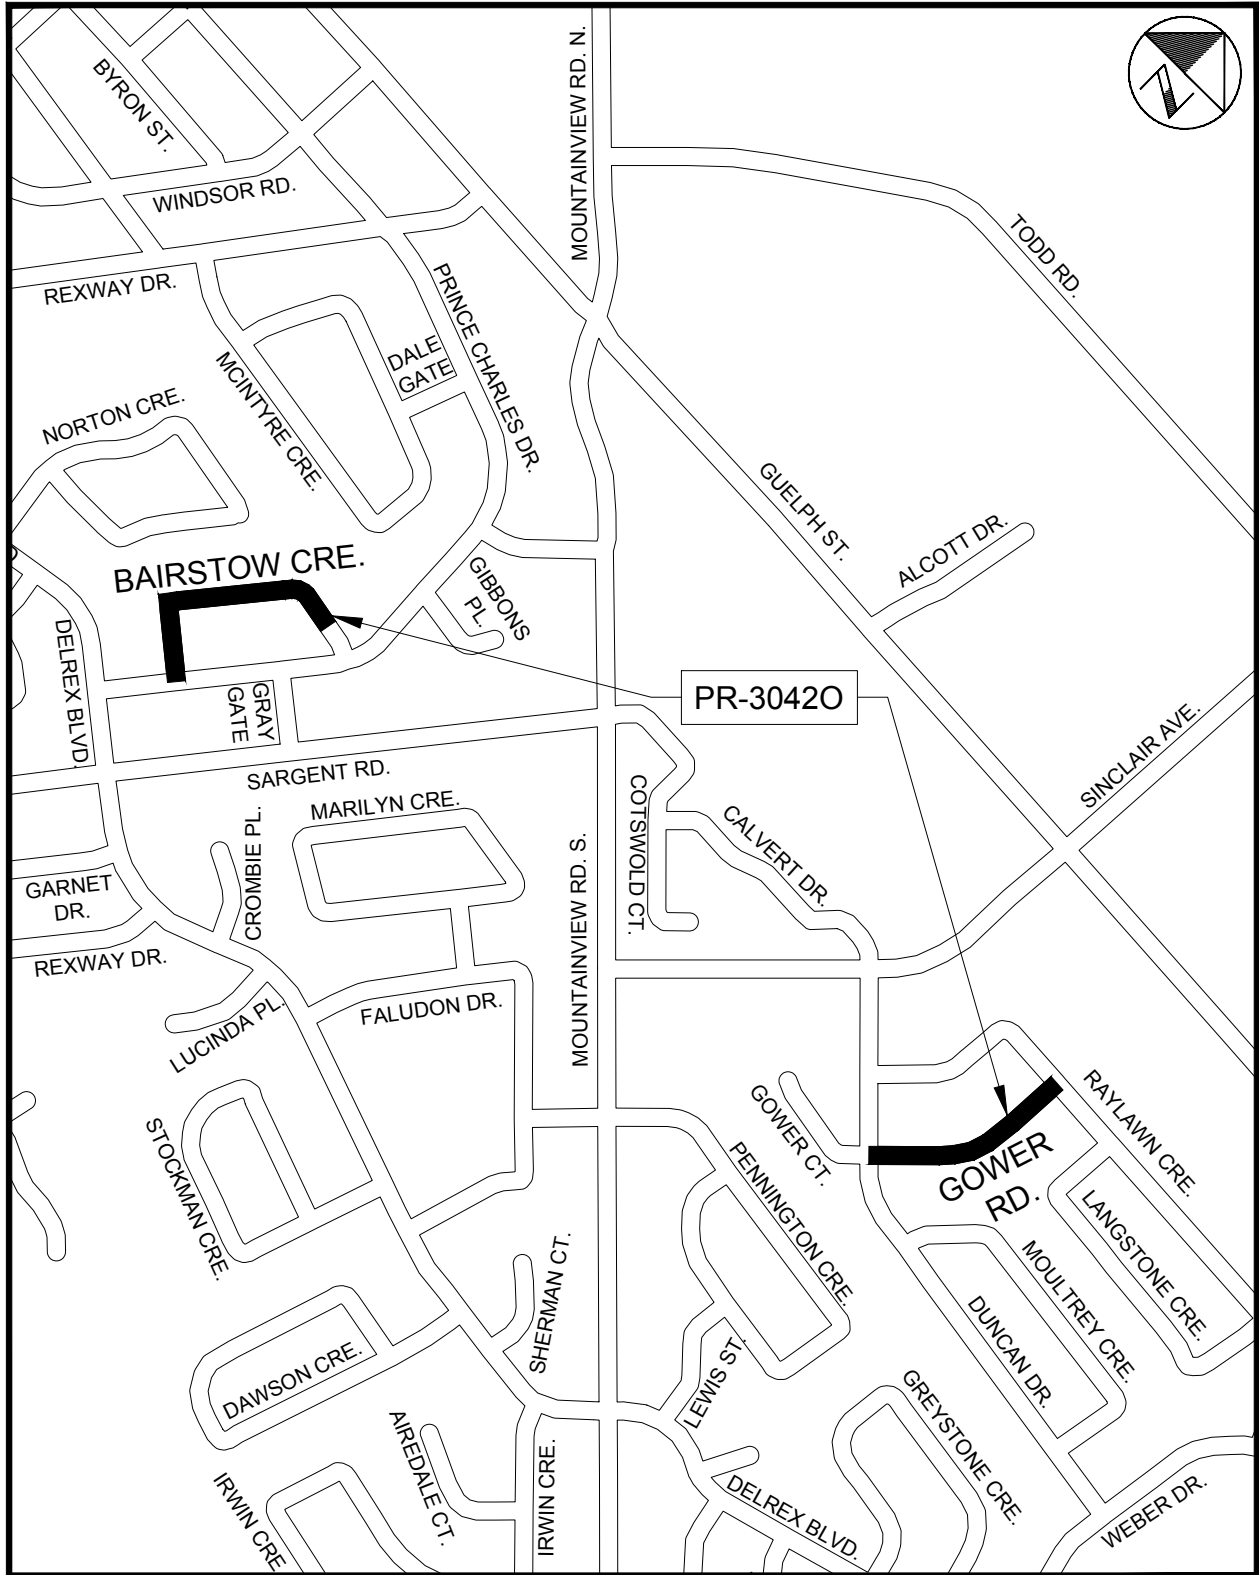 BYRON ST.
WINDSOR RD.
REXWAY DR.
MOUNTAINVIEW RD. N.
TODD RD.
PRINCE CHARLES DR.
DALE
GATE
MCINTYRE CRE.
NORTON CRE.
GUELPH ST.
ALCOTT DR.
BAIRSTOW CRE.
GIBBONS
PL.
DELREX BLVD.
GRAY
GATE
PR-3042O
SINCLAIR AVE.
SARGENT RD.
MARILYN CRE.
CROMBIE PL.
COTSWOLD CT.
CALVERT DR.
MOUNTAINVIEW RD. S.
GARNET
DR.
REXWAY DR.
FALUDON DR.
LUCINDA PL.
STOCKMAN CRE.
GOWER CT.
RAYLAWN CRE.
GOWER
RD.
PENNINGTON CRE.
LANGSTONE CRE.
MOULTREY CRE.
DUNCAN DR.
SHERMAN CT.
LEWIS ST.
DAWSON CRE.
AIREDALE CT.
GREYSTONE CRE.
IRWIN CRE.
IRWIN CRE
DELREX BLVD.
WEBER DR.